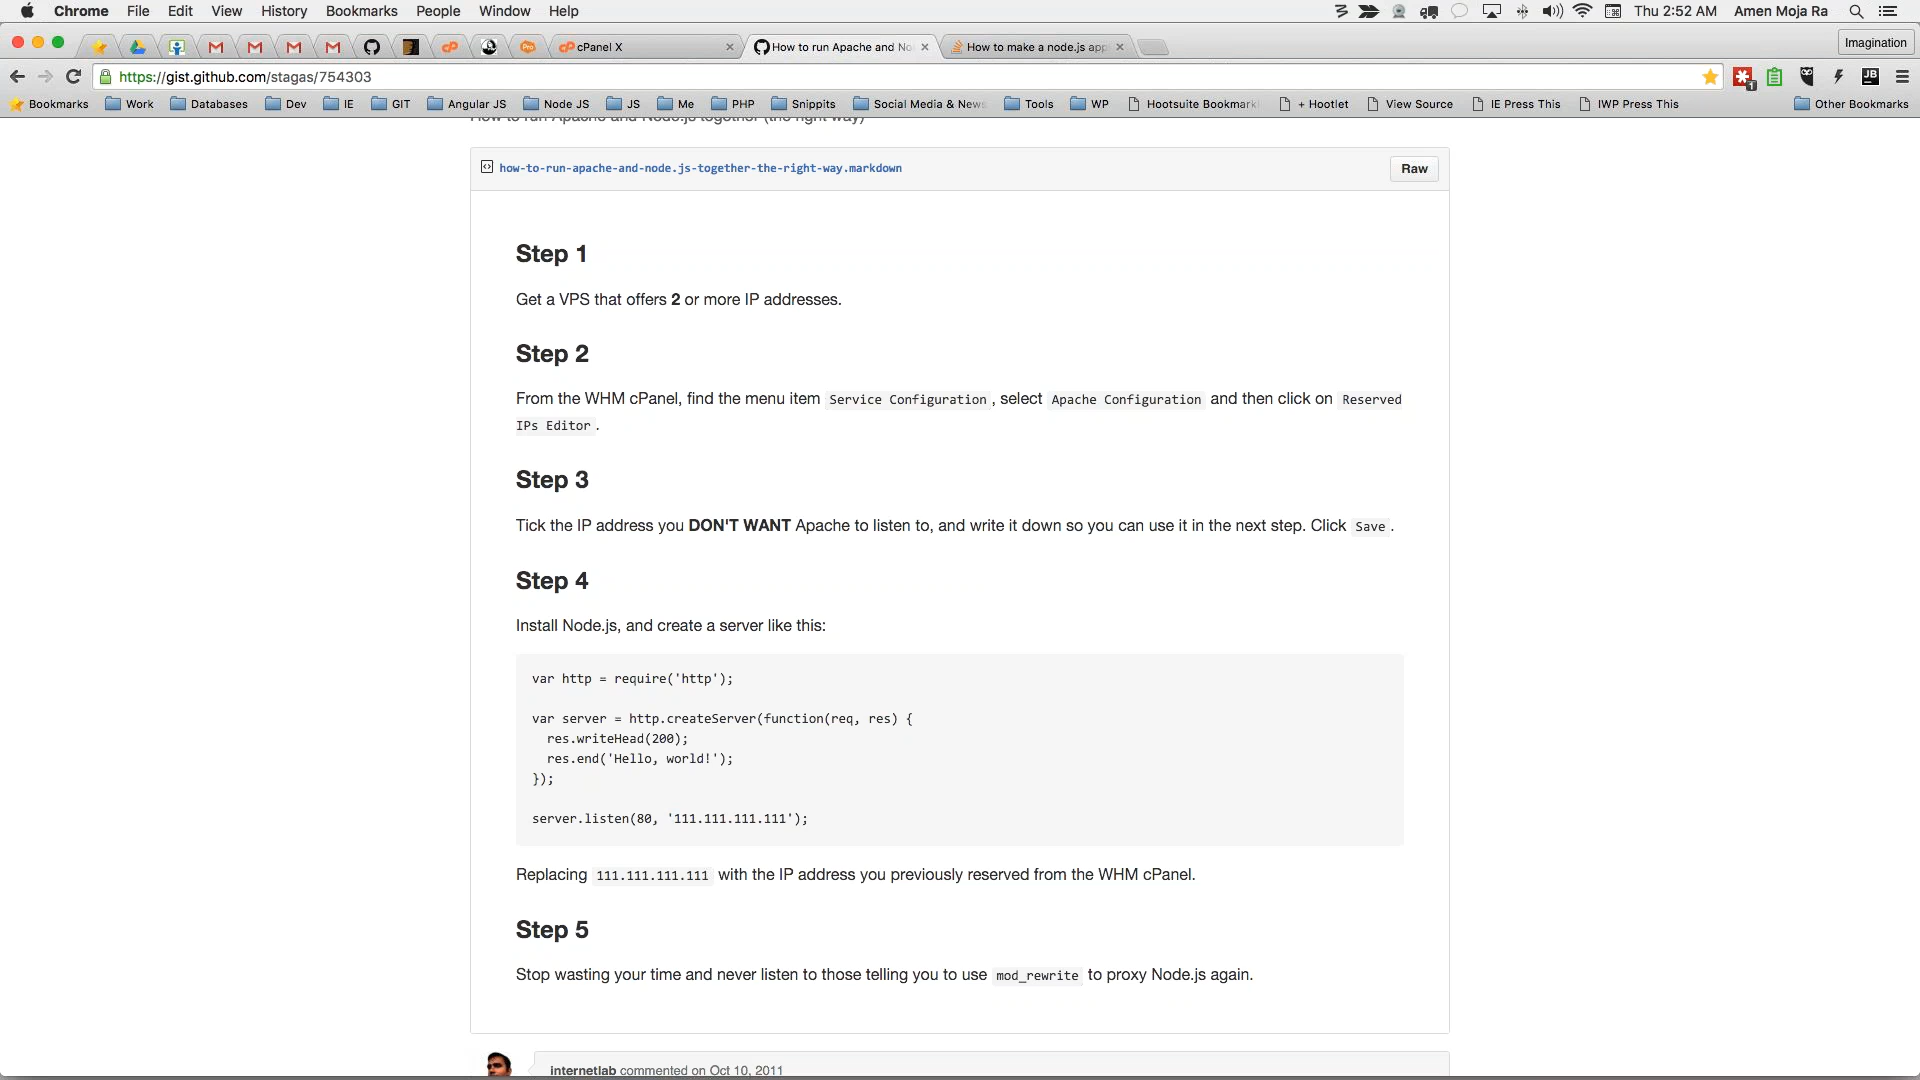 Chrome File Edit View History Bookmarks People Window Help Thu 2:52 AM Amen Moja Ra
cPanel X How to run Apache and No How to make a node.js app Imagination
https://gist.github.com/stagas/754303
Bookmarks Work Databases Dev IE GIT Angular JS Node JS JS Me PHP Snippits Social Media & News Tools WP Hootsuite Bookmark + Hootlet View Source IE Press This IWP Press This Other Bookmarks
How to run Apache and Node.js together (the right way)
how-to-run-apache-and-node.js-together-the-right-way.markdown Raw
Step 1
Get a VPS that offers 2 or more IP addresses.
Step 2
From the WHM cPanel, find the menu item Service Configuration, select Apache Configuration and then click on Reserved
IPs Editor.
Step 3
Tick the IP address you DON'T WANT Apache to listen to, and write it down so you can use it in the next step. Click Save.
Step 4
Install Node.js, and create a server like this:
var http = require('http');
var server = http.createServer(function(req, res) {
res.writeHead(200);
res.end('Hello, world!');
});
server.listen(80, '111.111.111.111');
Replacing 111.111.111.111 with the IP address you previously reserved from the WHM cPanel.
Step 5
Stop wasting your time and never listen to those telling you to use mod_rewrite to proxy Node.js again.
internetlab commented on Oct 10, 2011